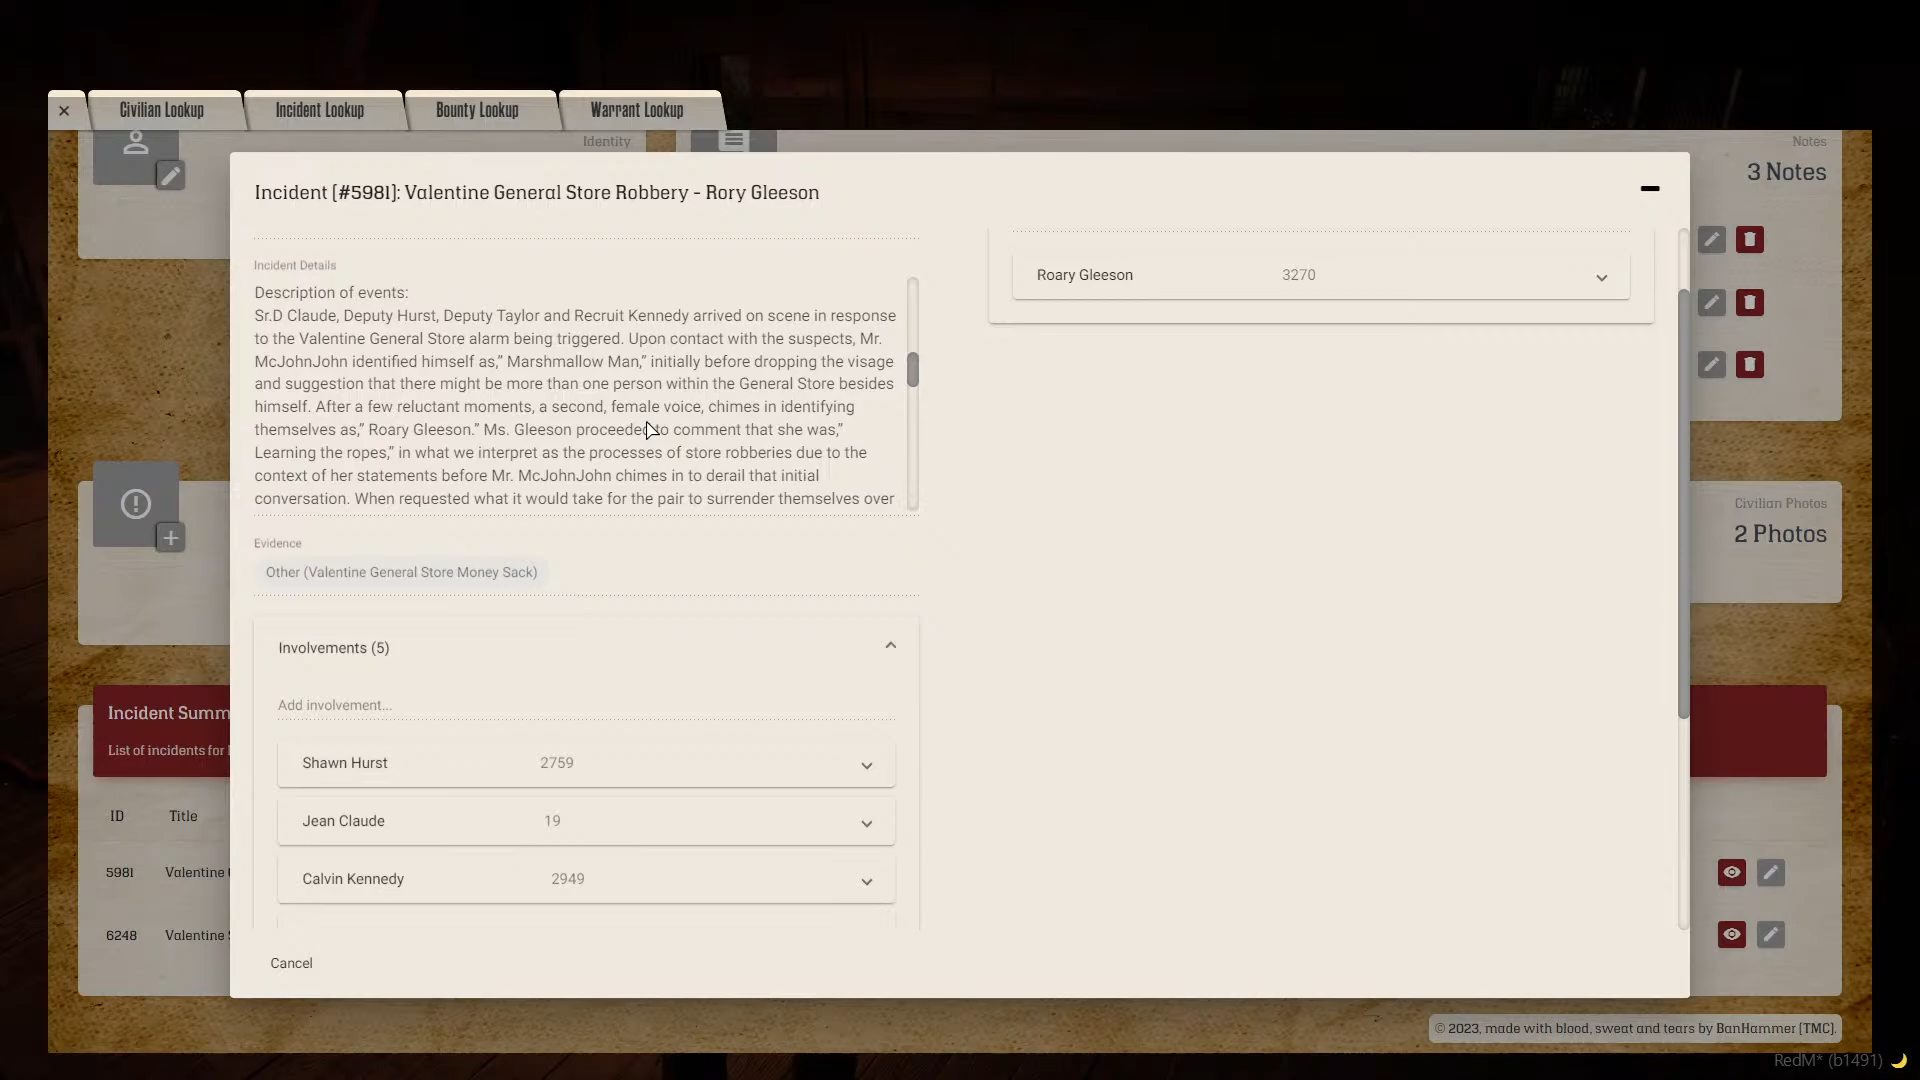 Civilian Lookup
Incident Lookup
Bounty Lookup
Warrant Lookup
Identity
Notes
3 Notes
Incident [#5981]: Valentine General Store Robbery - Rory Gleeson
Incident Details
Description of events:
Sr.D Claude, Deputy Hurst, Deputy Taylor and Recruit Kennedy arrived on scene in response
to the Valentine General Store alarm being triggered. Upon contact with the suspects, Mr.
McJohnJohn identified himself as,” Marshmallow Man,” initially before dropping the visage
and suggestion that there might be more than one person within the General Store besides
himself. After a few reluctant moments, a second, female voice, chimes in identifying
themselves as,” Roary Gleeson.” Ms. Gleeson proceeded to comment that she was,”
Learning the ropes,” in what we interpret as the processes of store robberies due to the
context of her statements before Mr. McJohnJohn chimes in to derail that initial
conversation. When requested what it would take for the pair to surrender themselves over
Roary Gleeson 3270
Evidence
Other (Valentine General Store Money Sack)
Civilian Photos
2 Photos
Involvements (5)
Add involvement...
Shawn Hurst 2759
Jean Claude 19
Calvin Kennedy 2949
Cancel
Incident Summ
List of incidents for
ID Title
5981 Valentine
6248 Valentine
© 2023, made with blood, sweat and tears by BanHammer [TMC].
RedM* (b1491)